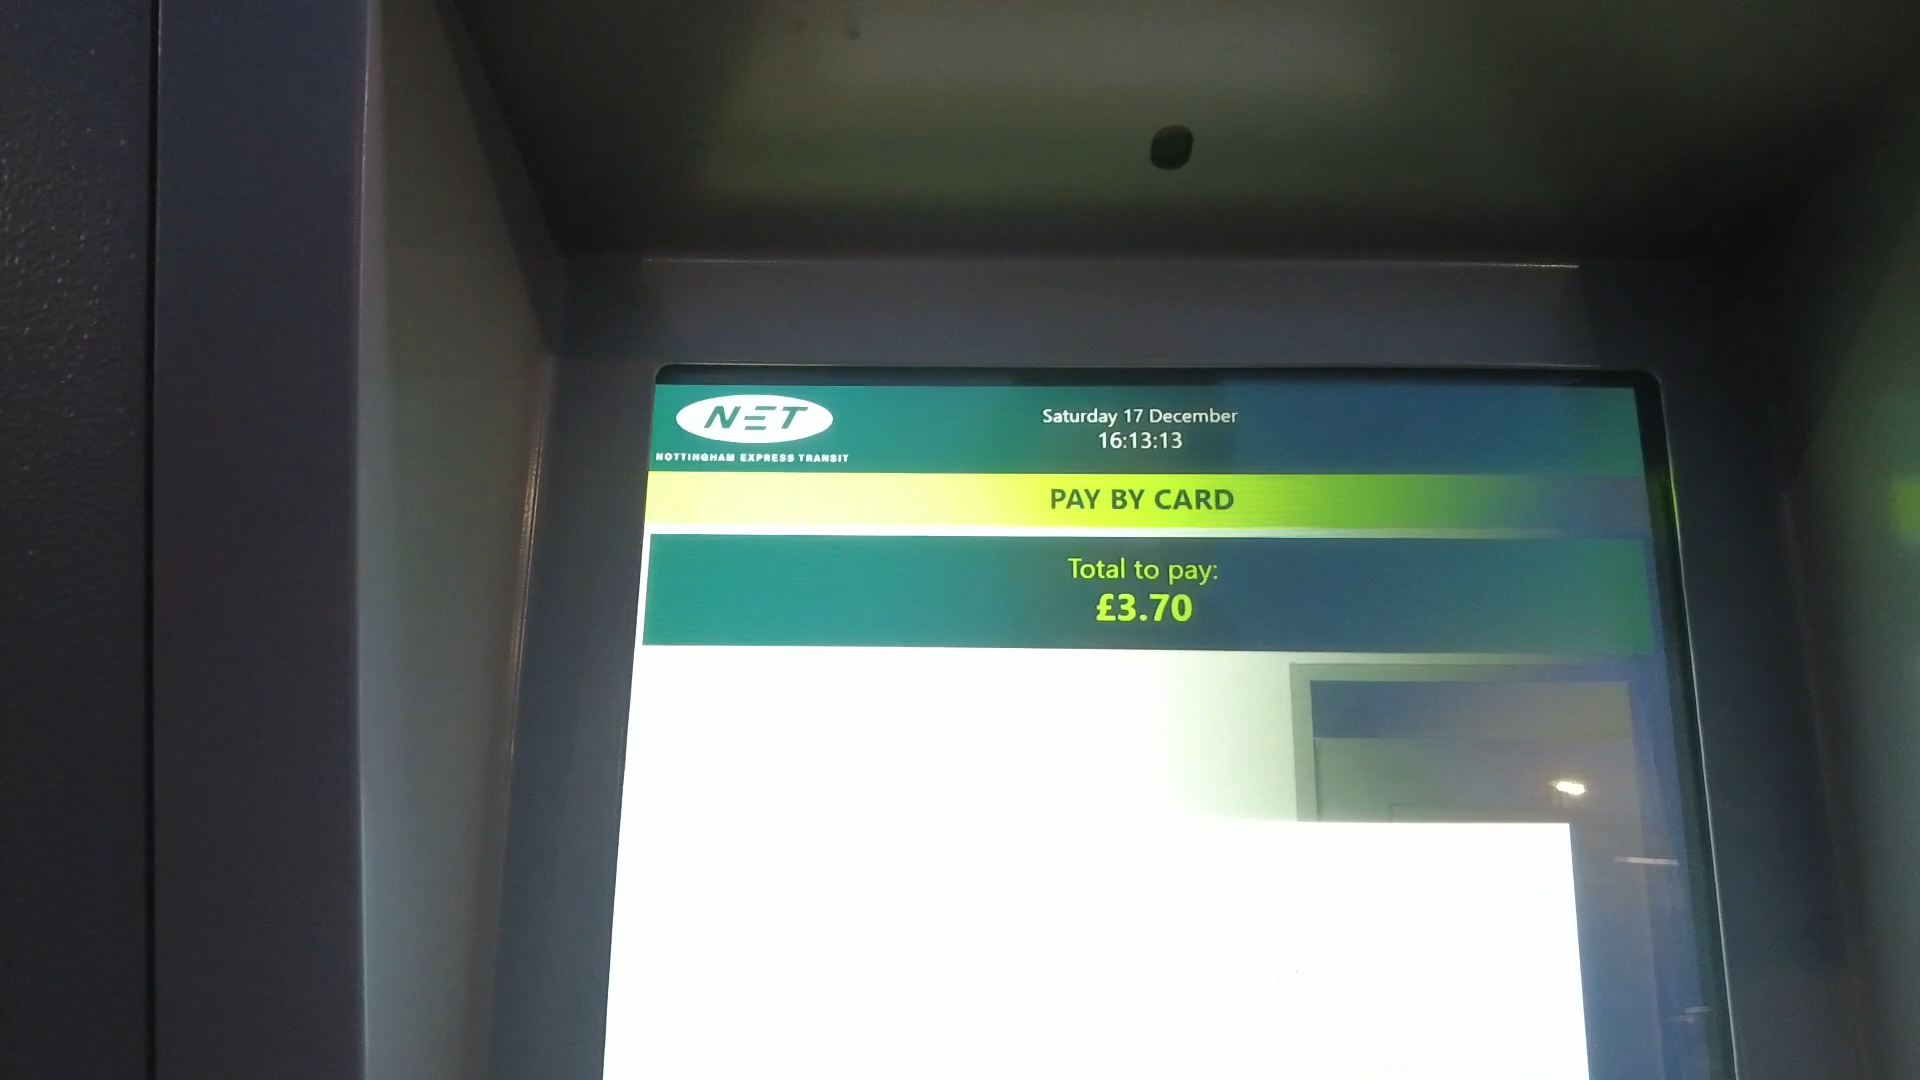 NET
NOTTINGHAM EXPRESS TRANSIT
Saturday 17 December
16:13:13
PAY BY CARD
Total to pay:
£3.70